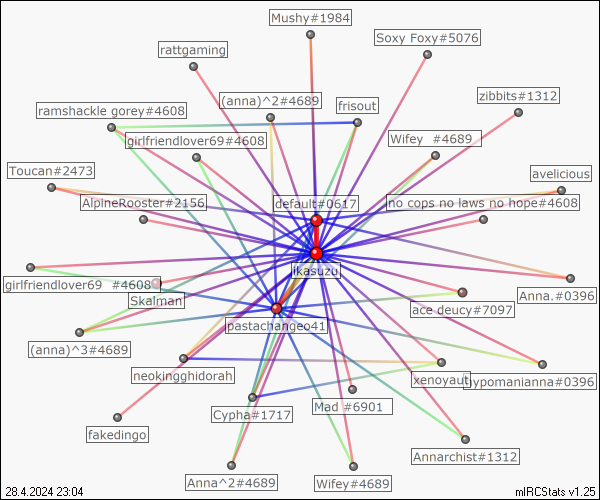 Mushy#1984
Soxy Foxy#5076
rattgaming
zibbits#1312
(anna)^2#4689
frisout
ramshackle gorey#4608
girlfriendlover69#4608
Wifey #4689
Toucan#2473
avelicious
AlpineRooster#2156
default#0617
no cops no laws no hope#4608
ikasuzu
girlfriendlover69 #4608
Skalman
Anna.#0396
ace deucy#7097
pastachangeo41
(anna)^3#4689
neokingghidorah
xenoyaut
hypomanianna#0396
Cypha#1717
Mad #6901
fakedingo
Annarchist#1312
Anna^2#4689
Wifey#4689
28.4.2024 23:04
mIRCStats v1.25